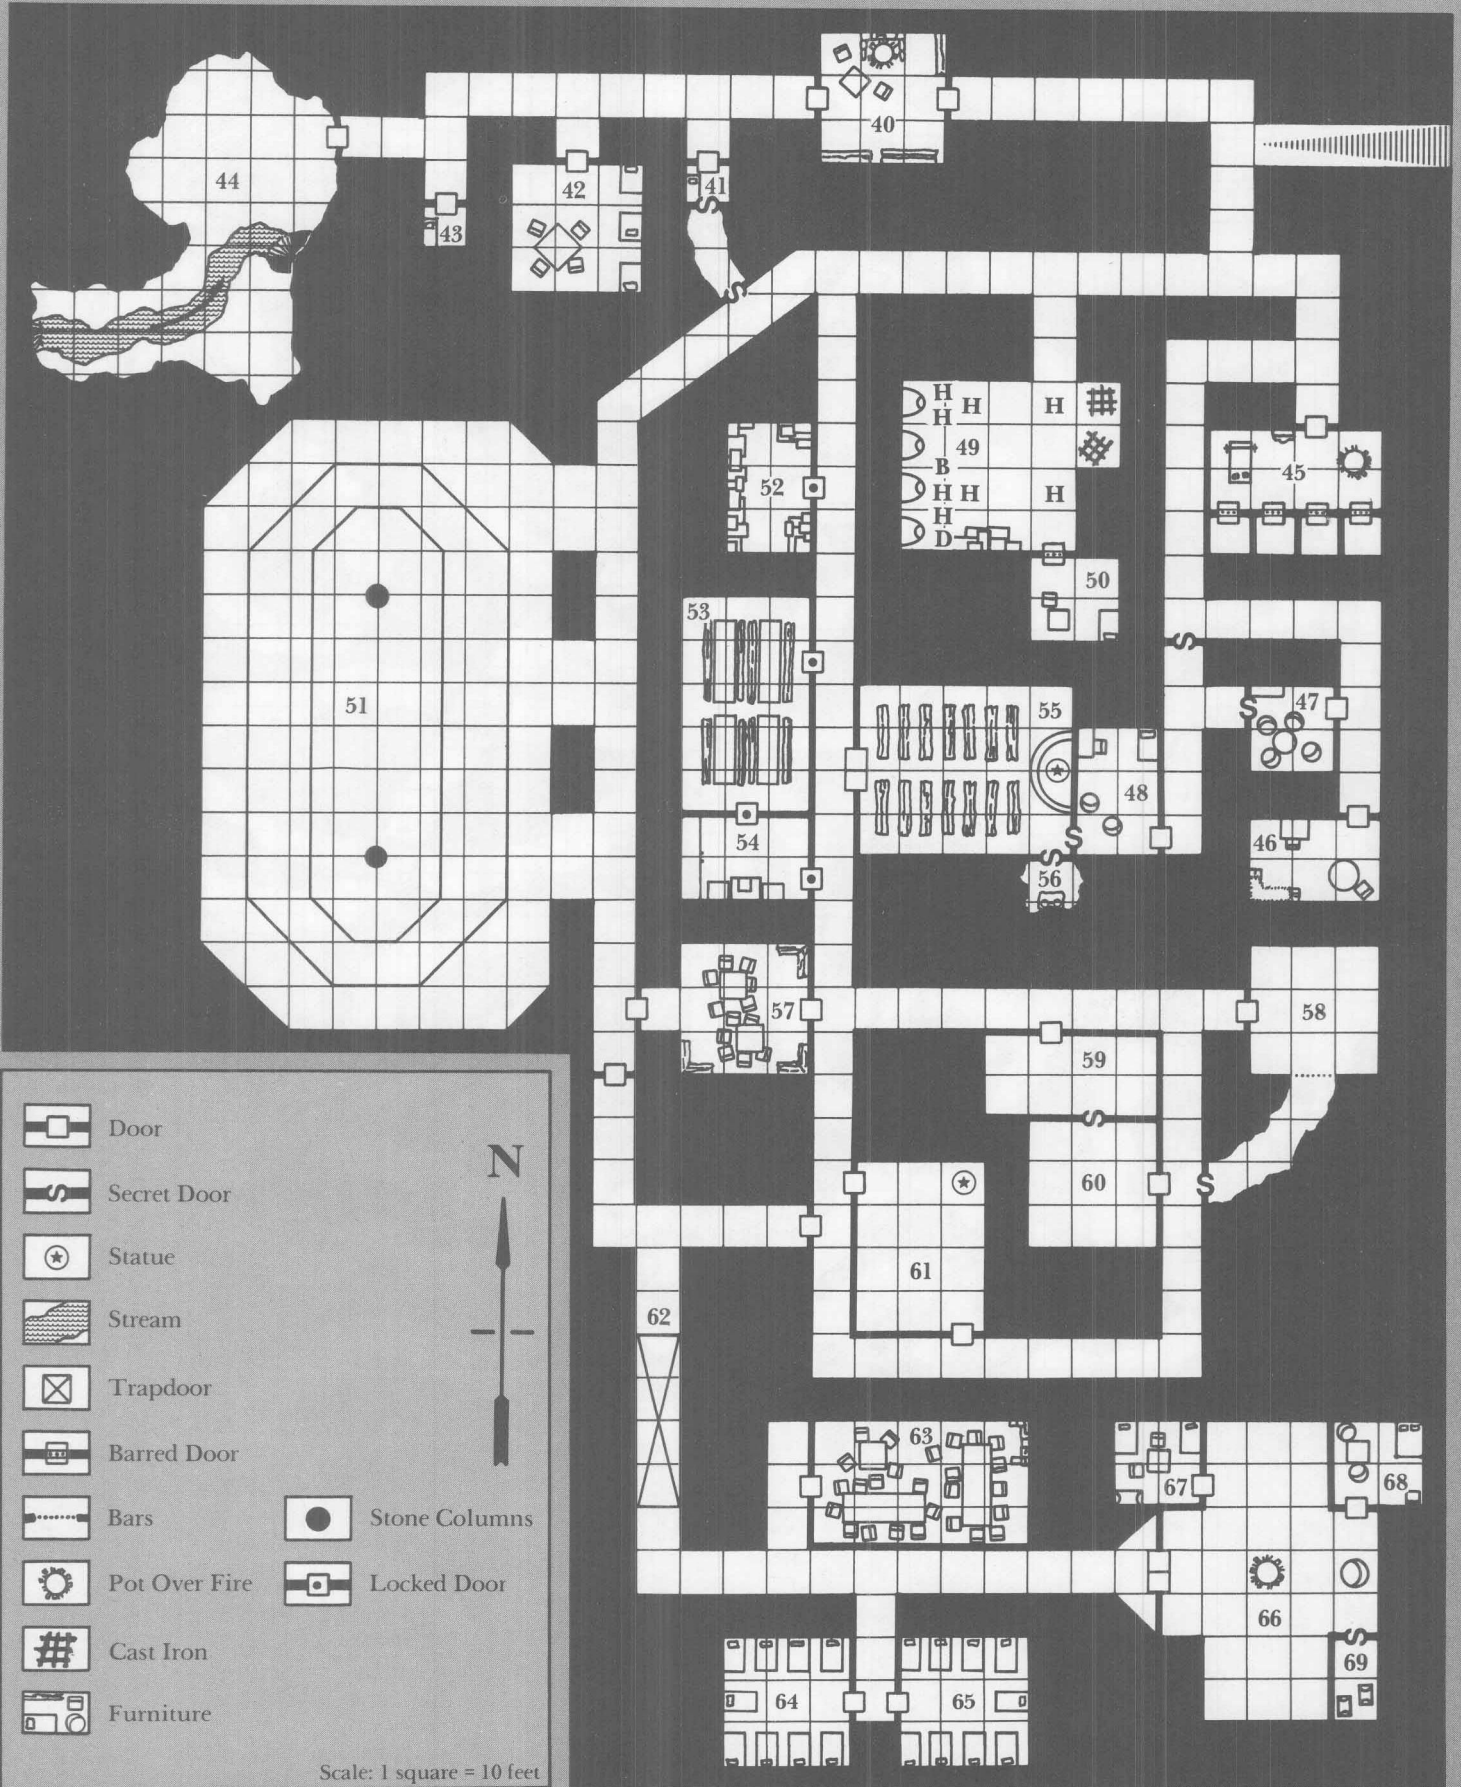 40
44
42
41
43
H
H
H
H
49
B
H
H
H
H
D
45
52
50
53
51
55
47
48
54
46
56
57
58
59
60
61
62
63
67
68
66
69
64
65
Door
N
Secret Door
Statue
Stream
Trapdoor
Barred Door
Bars
Stone Columns
Pot Over Fire
Locked Door
Cast Iron
Furniture
Scale: 1 square = 10 feet
S
S
S
S
S
S
S
S
S
S